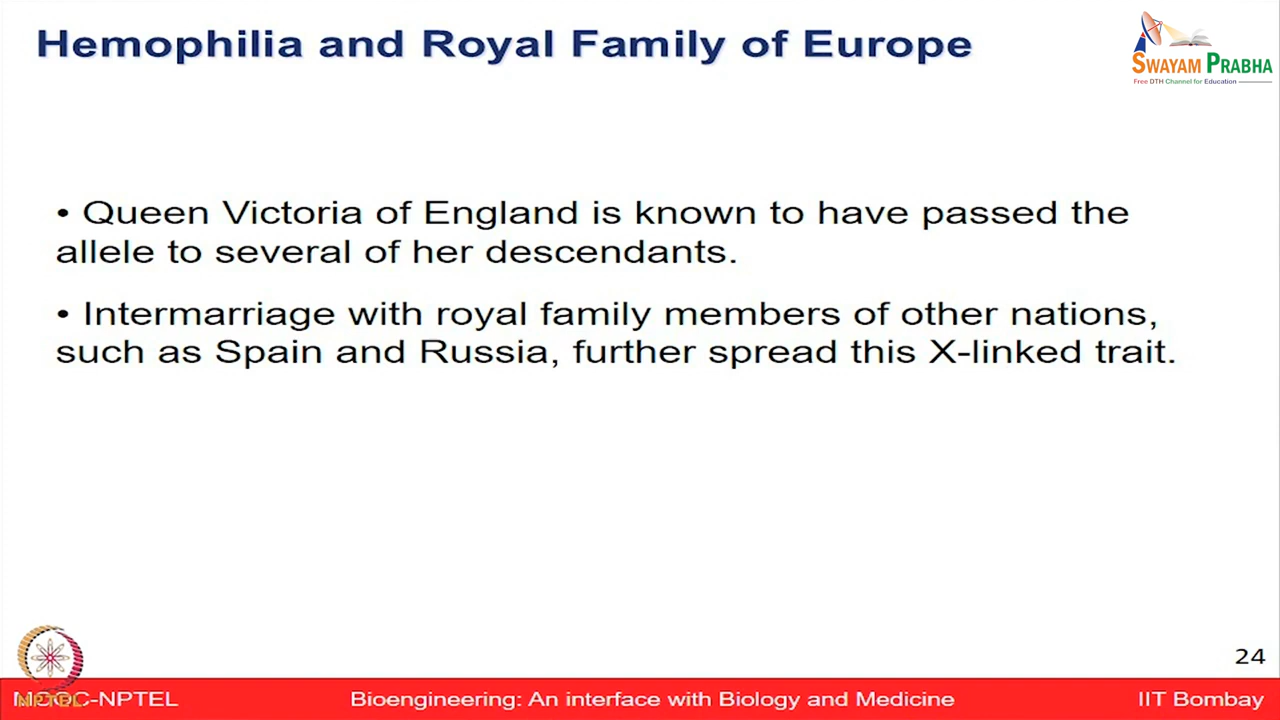 Hemophilia and Royal Family of Europe
SWAYAM PRABHA
Free DTH Channel for Education
• Queen Victoria of England is known to have passed the
allele to several of her descendants.
• Intermarriage with royal family members of other nations,
such as Spain and Russia, further spread this X-linked trait.
24
MOOC-NPTEL
NPTEL
Bioengineering: An interface with Biology and Medicine
IIT Bombay